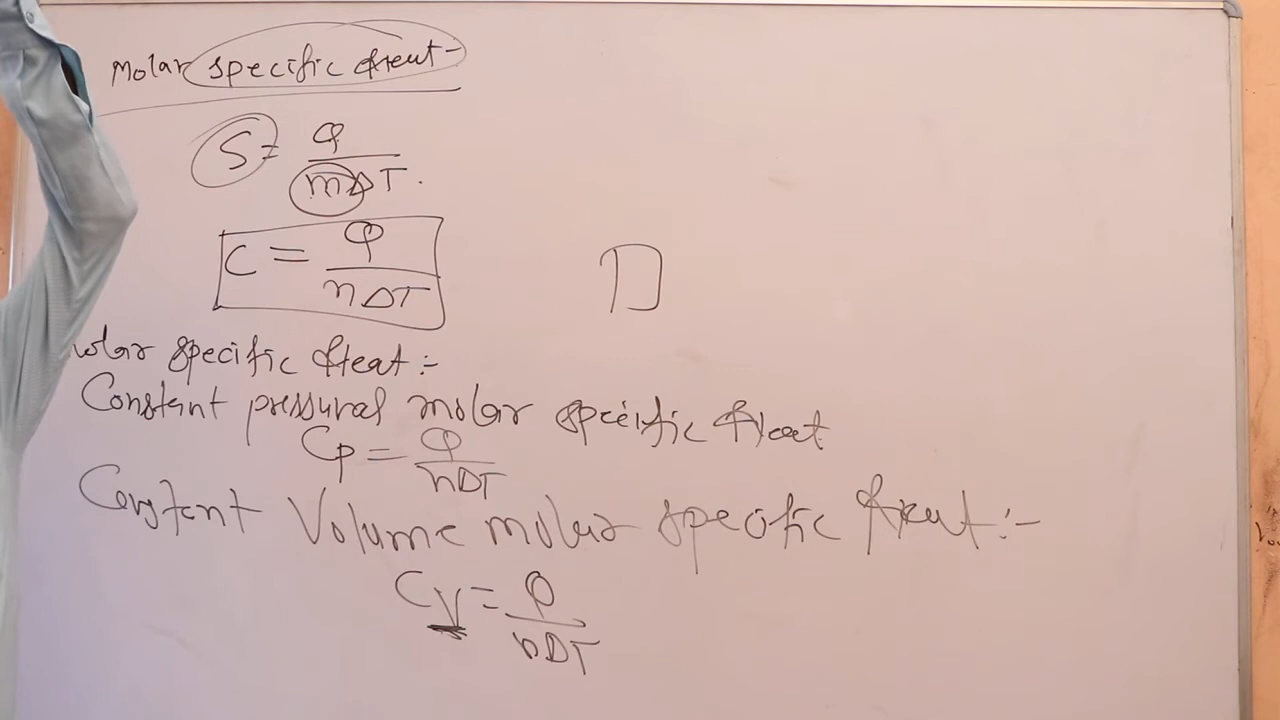 Molar specific Heat-
S = Q
mΔT.
C = Q
nΔT
molar specific Heat:-
Constant pressural molar specific Heat
Cp = Q
nΔT
Constant Volume molar specific Heat:-
Cv = Q
nΔT